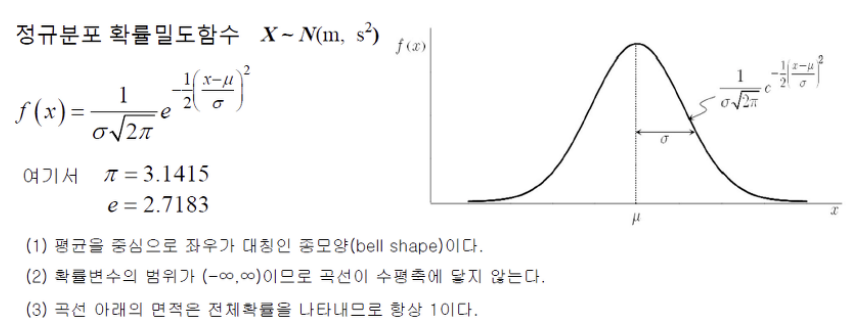 정규분포 확률밀도함수 X ~ N(m, s²)
f(x)
f(x) = 1/(σ√2π) e^(-1/2((x-μ)/σ)²)
1/(σ√2π) e^(-1/2((x-μ)/σ)²)
σ
여기서 π = 3.1415
e = 2.7183
μ
x
(1) 평균을 중심으로 좌우가 대칭인 종모양(bell shape)이다.
(2) 확률변수의 범위가 (-∞,∞)이므로 곡선이 수평축에 닿지 않는다.
(3) 곡선 아래의 면적은 전체확률을 나타내므로 항상 1이다.